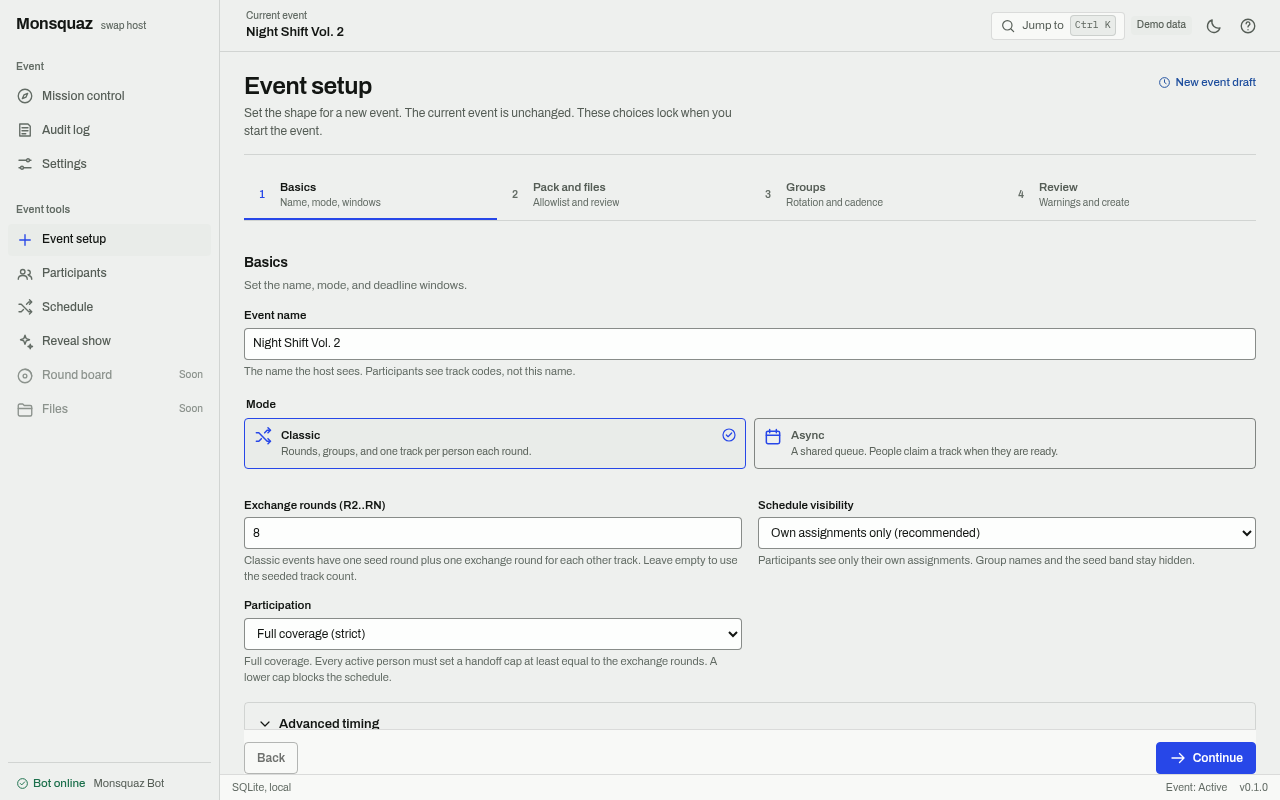 Monsquaz swap host
Event
Mission control
Audit log
Settings
Event tools
Event setup
Participants
Schedule
Reveal show
Round board Soon
Files Soon
Bot online Monsquaz Bot
Current event
Night Shift Vol. 2
Jump to Ctrl K
Demo data
Event setup
New event draft
Set the shape for a new event. The current event is unchanged. These choices lock when you
start the event.
1 Basics
Name, mode, windows
2 Pack and files
Allowlist and review
3 Groups
Rotation and cadence
4 Review
Warnings and create
Basics
Set the name, mode, and deadline windows.
Event name
Night Shift Vol. 2
The name the host sees. Participants see track codes, not this name.
Mode
Classic
Rounds, groups, and one track per person each round.
Async
A shared queue. People claim a track when they are ready.
Exchange rounds (R2..RN)
8
Classic events have one seed round plus one exchange round for each other track. Leave empty to use
the seeded track count.
Schedule visibility
Own assignments only (recommended)
Participants see only their own assignments. Group names and the seed band stay hidden.
Participation
Full coverage (strict)
Full coverage. Every active person must set a handoff cap at least equal to the exchange rounds. A
lower cap blocks the schedule.
Advanced timing
Back
Continue
SQLite, local
Event: Active v0.1.0